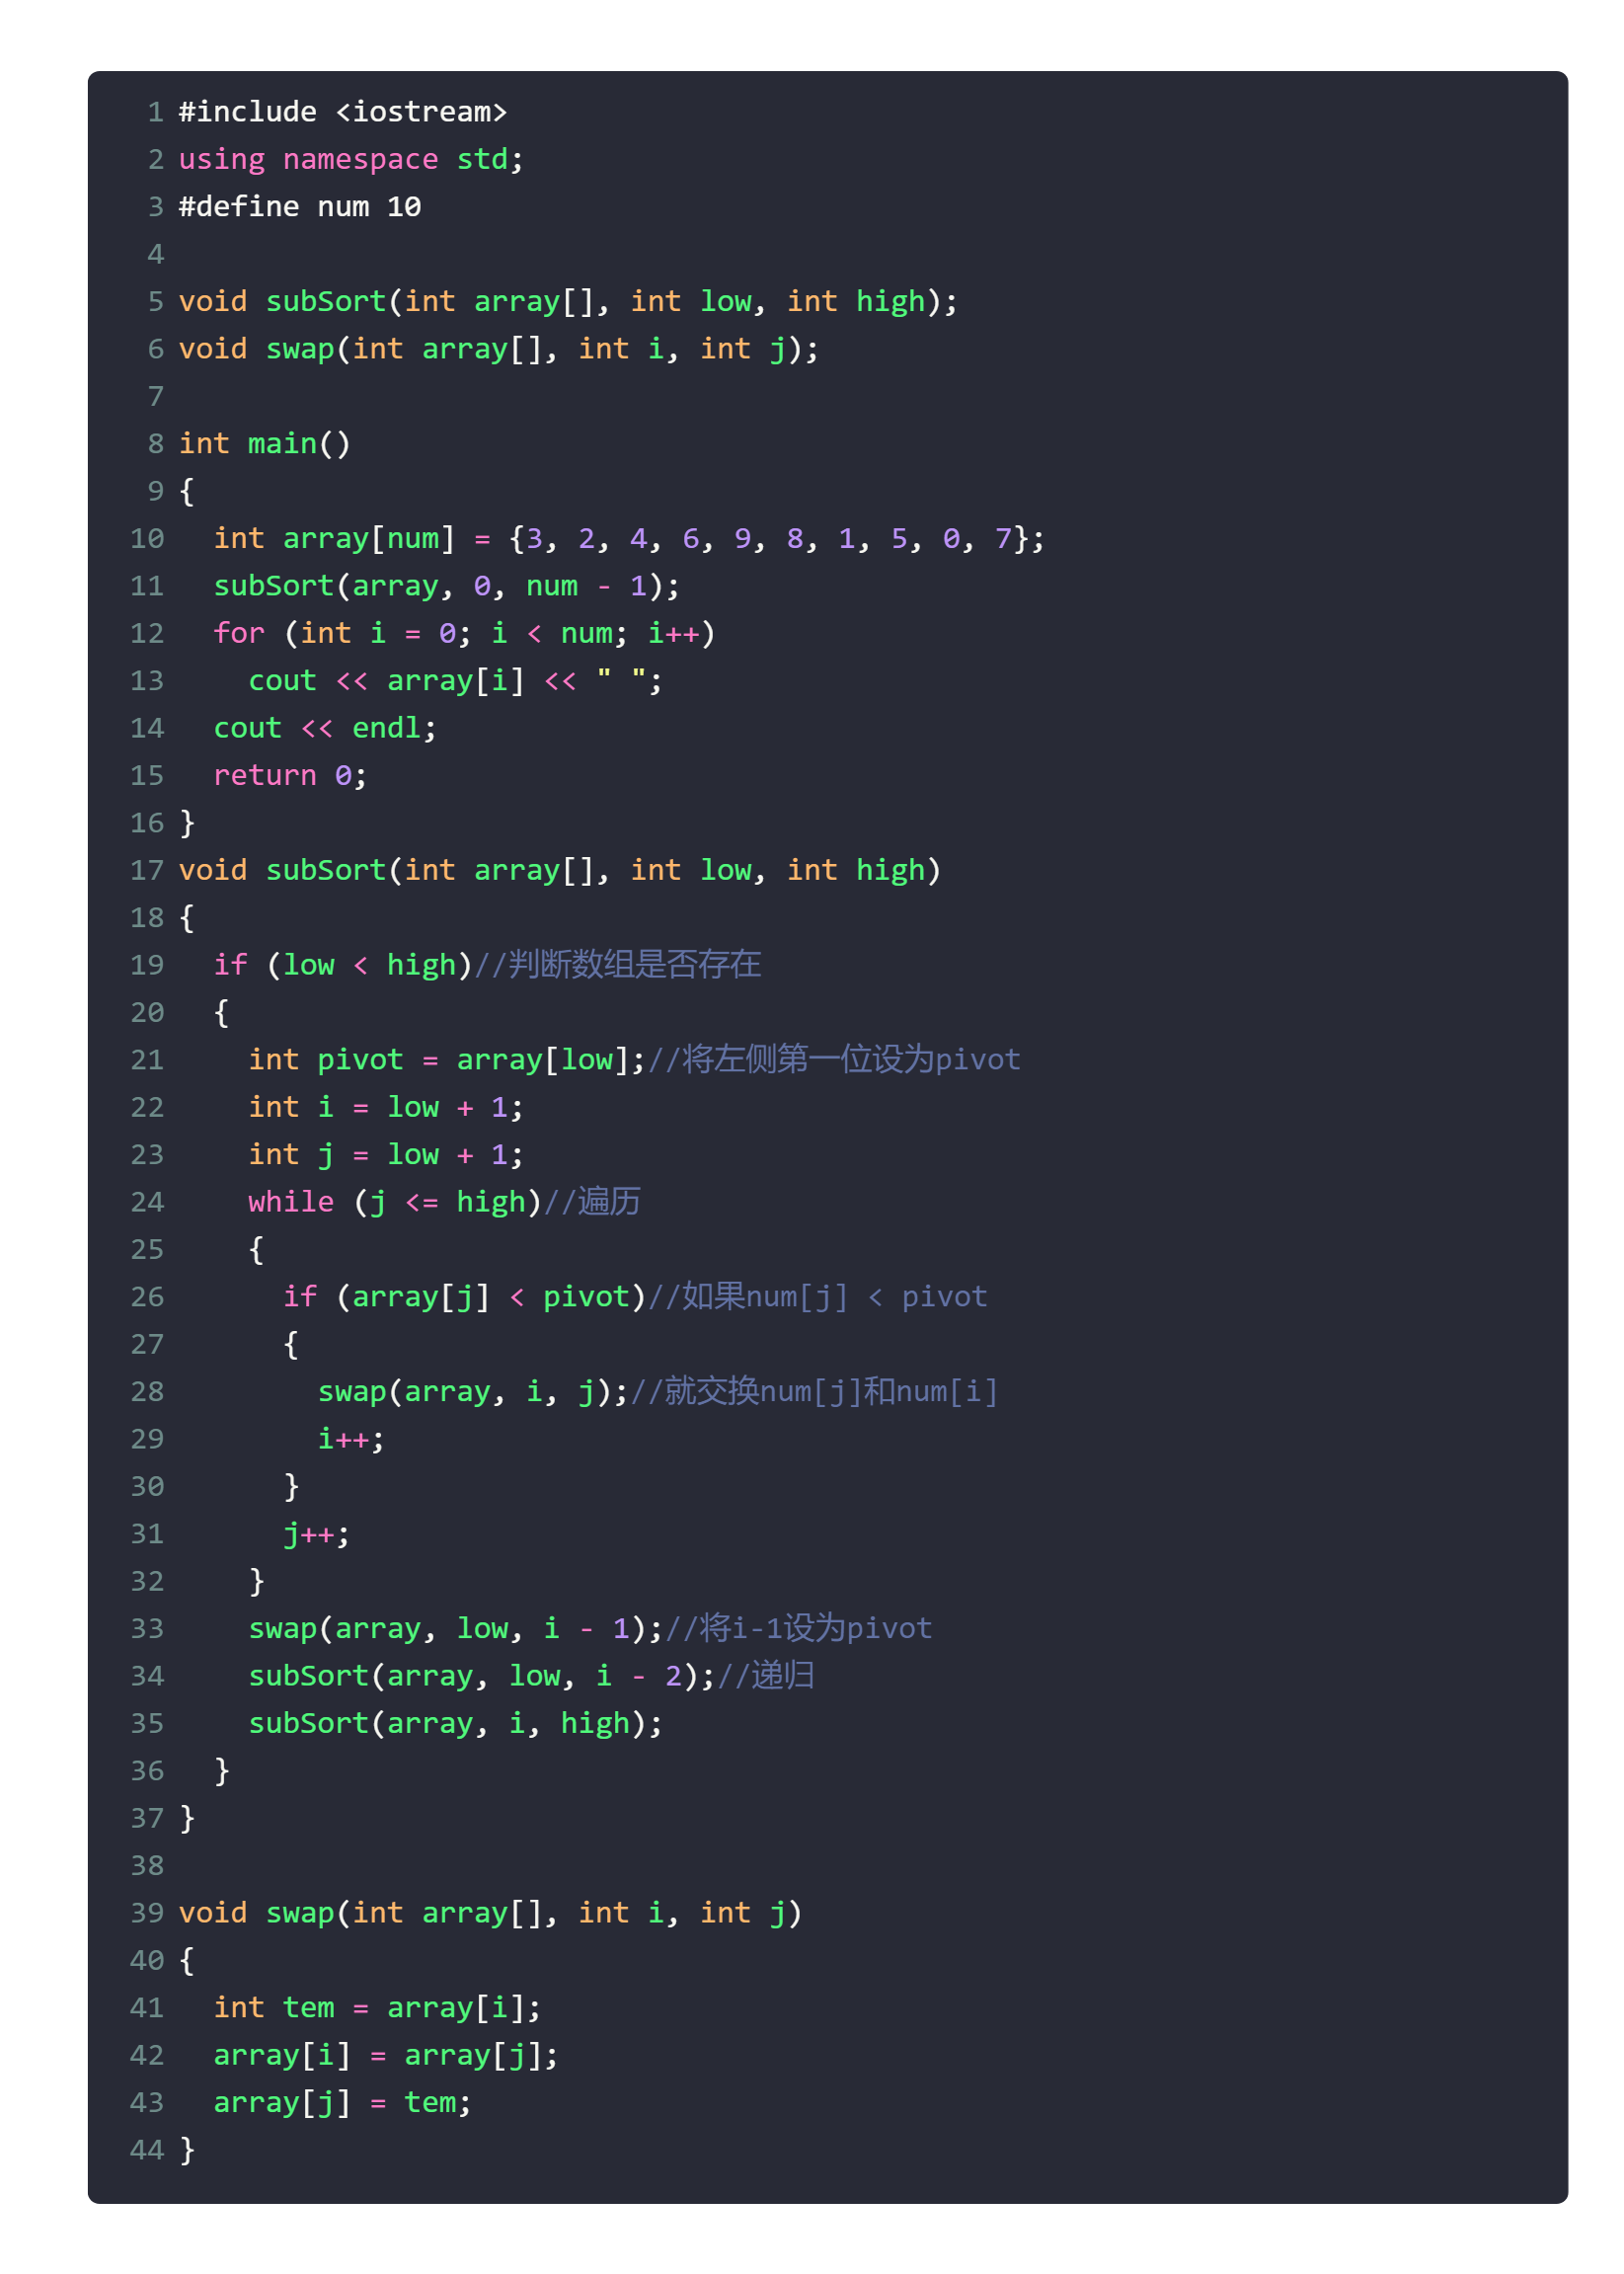 1 #include <iostream>
2 using namespace std;
3 #define num 10
4
5 void subSort(int array[], int low, int high);
6 void swap(int array[], int i, int j);
7
8 int main()
9 {
10   int array[num] = {3, 2, 4, 6, 9, 8, 1, 5, 0, 7};
11   subSort(array, 0, num - 1);
12   for (int i = 0; i < num; i++)
13     cout << array[i] << " ";
14   cout << endl;
15   return 0;
16 }
17 void subSort(int array[], int low, int high)
18 {
19   if (low < high)//判断数组是否存在
20   {
21     int pivot = array[low];//将左侧第一位设为pivot
22     int i = low + 1;
23     int j = low + 1;
24     while (j <= high)//遍历
25     {
26       if (array[j] < pivot)//如果num[j] < pivot
27       {
28         swap(array, i, j);//就交换num[j]和num[i]
29         i++;
30       }
31       j++;
32     }
33     swap(array, low, i - 1);//将i-1设为pivot
34     subSort(array, low, i - 2);//递归
35     subSort(array, i, high);
36   }
37 }
38
39 void swap(int array[], int i, int j)
40 {
41   int tem = array[i];
42   array[i] = array[j];
43   array[j] = tem;
44 }